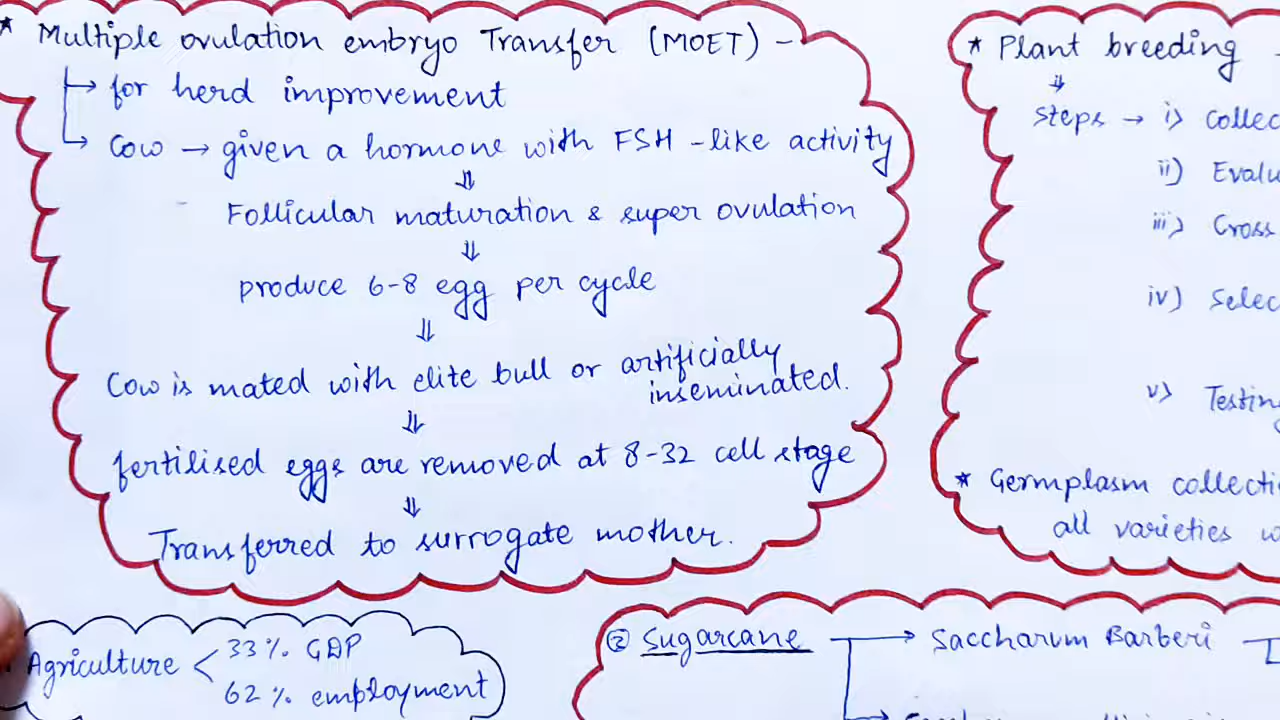 * Multiple ovulation embryo Transfer (MOET) -
↳ for herd improvement
↳ Cow → given a hormone with FSH -like activity
⇓
Follicular maturation & super ovulation
⇓
produce 6-8 egg per cycle
⇓
Cow is mated with elite bull or artificially
inseminated.
⇓
fertilised eggs are removed at 8-32 cell stage
⇓
Transferred to surrogate mother.
* Plant breeding -
⇓
steps → i) Collec
ii) Evalu
iii) Cross
iv) Selec
v) Testing
* Germplasm collecti
all varieties w
Agriculture < 33% GDP
62% employment
② Sugarcane → Saccharum Barberi